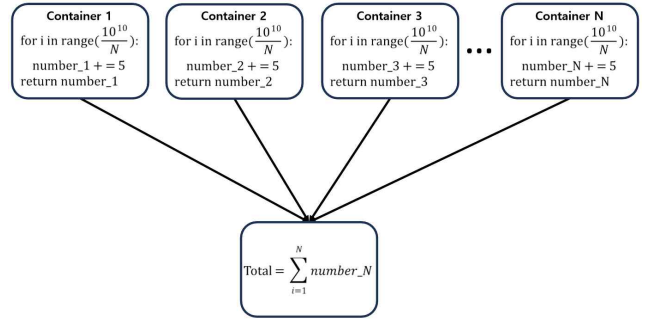 Container 1
for i in range(10^10/N):
number_1 += 5
return number_1
Container 2
for i in range(10^10/N):
number_2 += 5
return number_2
Container 3
for i in range(10^10/N):
number_3 += 5
return number_3
•••
Container N
for i in range(10^10/N):
number_N += 5
return number_N
Total = ∑_{i=1}^{N} number_N